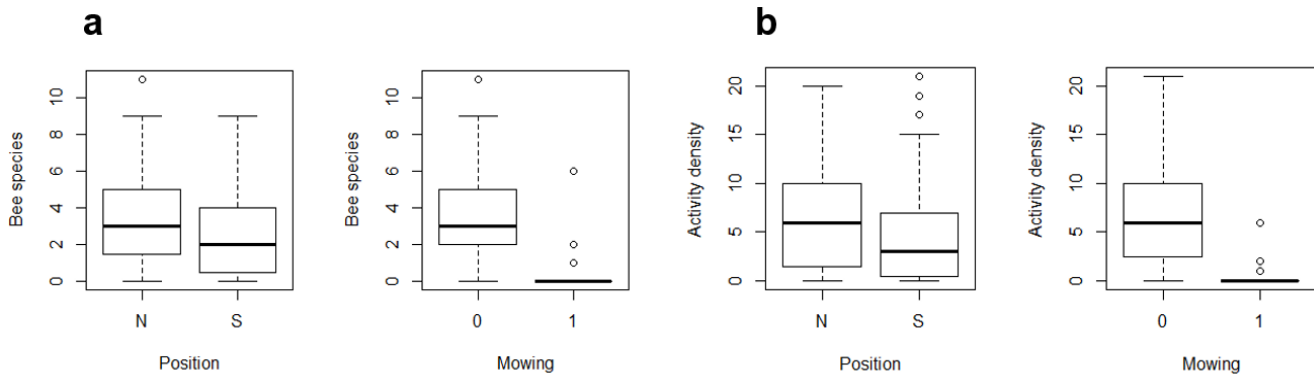 a
b
Bee species
0 2 4 6 8 10
N S
Position
Bee species
0 2 4 6 8 10
0 1
Mowing
Activity density
0 5 10 15 20
N S
Position
Activity density
0 5 10 15 20
0 1
Mowing